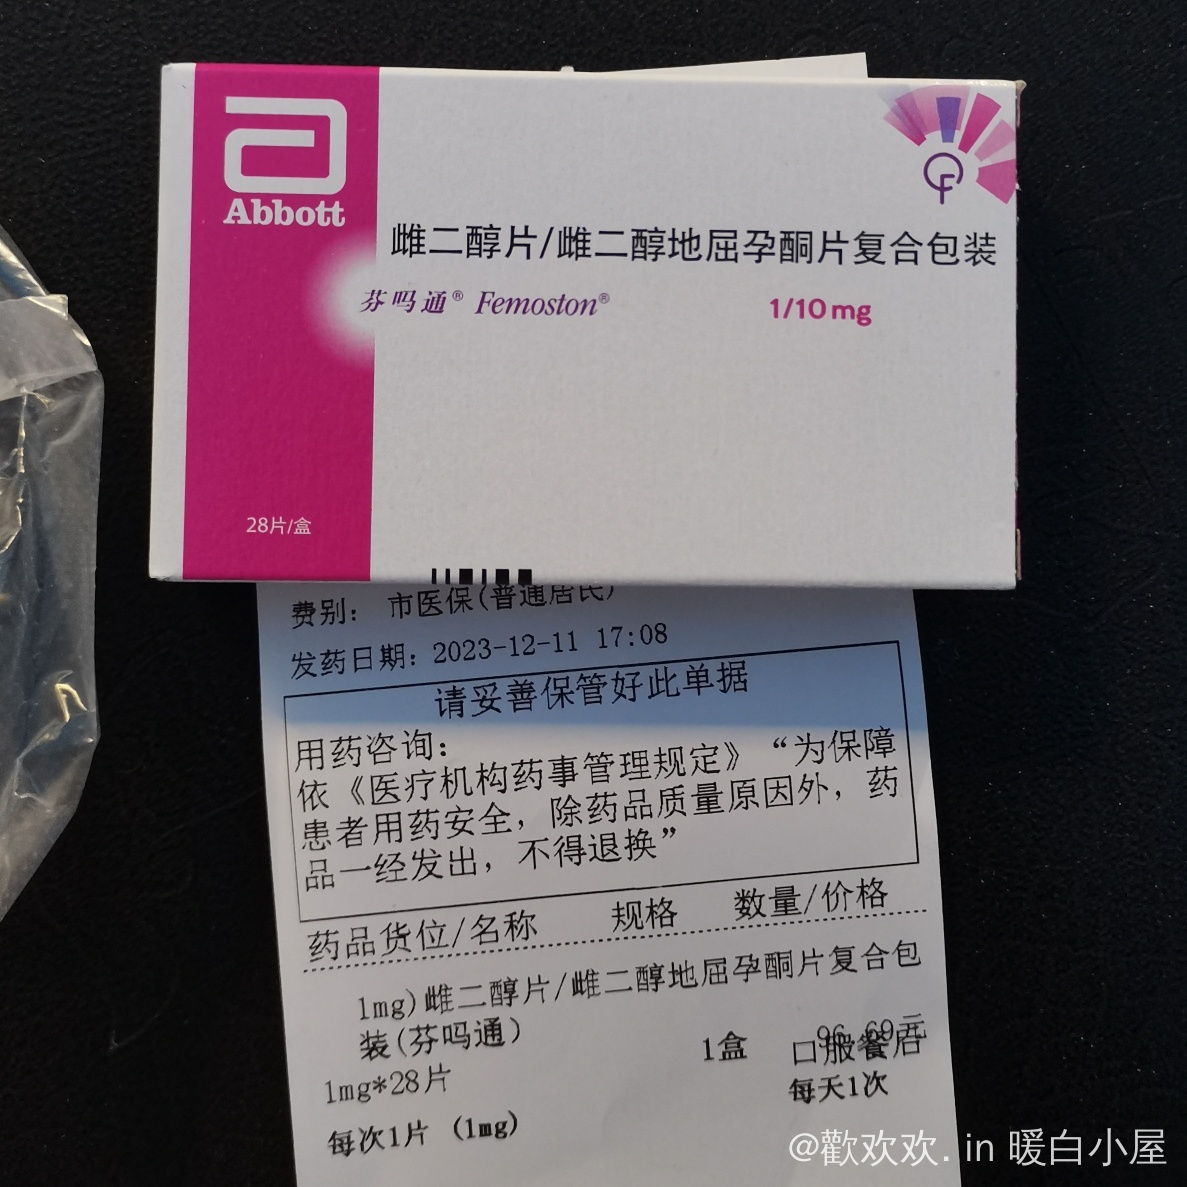 Abbott
雌二醇片/雌二醇地屈孕酮片复合包装
芬吗通® Femoston®
1/10mg
28片/盒
费别: 市医保(普通居民)
发药日期: 2023-12-11 17:08
请妥善保管好此单据
用药咨询:
依《医疗机构药事管理规定》“为保障
患者用药安全，除药品质量原因外，药
品一经发出，不得退换”
药品货位/名称 规格 数量/价格
1mg)雌二醇片/雌二醇地屈孕酮片复合包
装(芬吗通)
96.69元
1盒 口服餐后
1mg*28片
每天1次
每次1片 (1mg)
@歡欢欢. in 暖白小屋